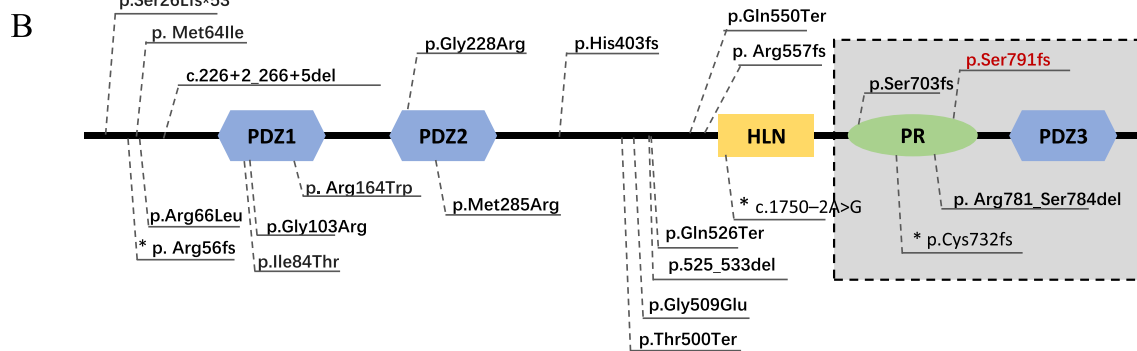 B
p. Met64Ile
c.226+2_266+5del
p.Gly228Arg
p.His403fs
p.Gln550Ter
p. Arg557fs
p.Ser703fs
p.Ser791fs
PDZ1
PDZ2
HLN
PR
PDZ3
p. Arg164Trp
p.Met285Arg
* c.1750–2A>G
p. Arg781_Ser784del
p.Arg66Leu
p.Gly103Arg
p.Gln526Ter
* p.Cys732fs
* p. Arg56fs
p.Ile84Thr
p.525_533del
p.Gly509Glu
p.Thr500Ter